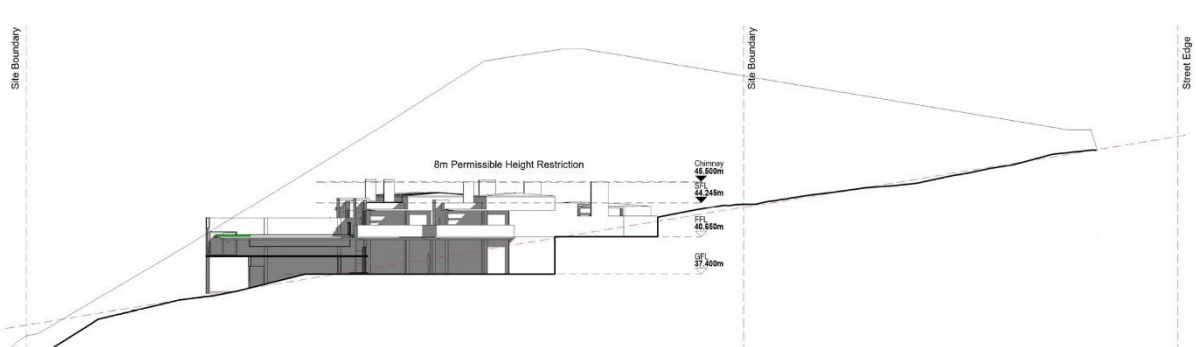 Site Boundary
Site Boundary
Street Edge
8m Permissible Height Restriction
Chimney
46.500m
SFL
44.245m
FFL
40.650m
GFL
37.400m